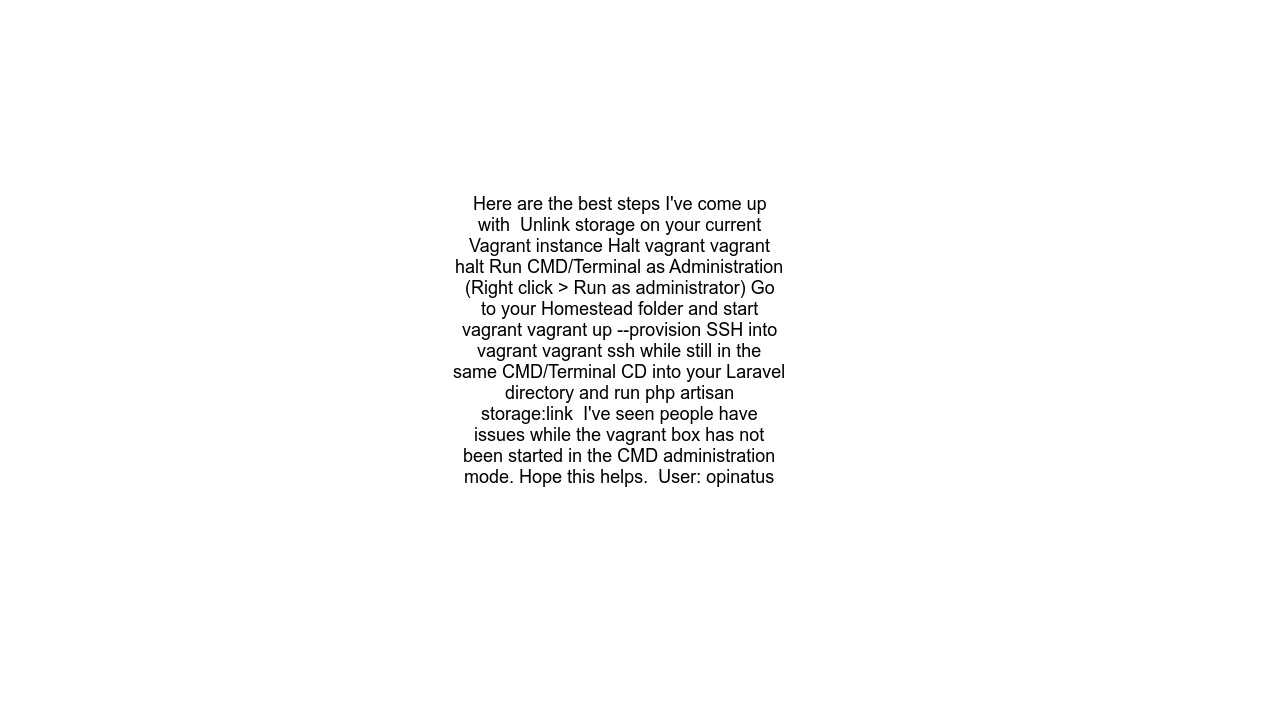 Here are the best steps I've come up
with  Unlink storage on your current
Vagrant instance Halt vagrant vagrant
halt Run CMD/Terminal as Administration
(Right click > Run as administrator) Go
to your Homestead folder and start
vagrant vagrant up --provision SSH into
vagrant vagrant ssh while still in the
same CMD/Terminal CD into your Laravel
directory and run php artisan
storage:link  I've seen people have
issues while the vagrant box has not
been started in the CMD administration
mode. Hope this helps.  User: opinatus